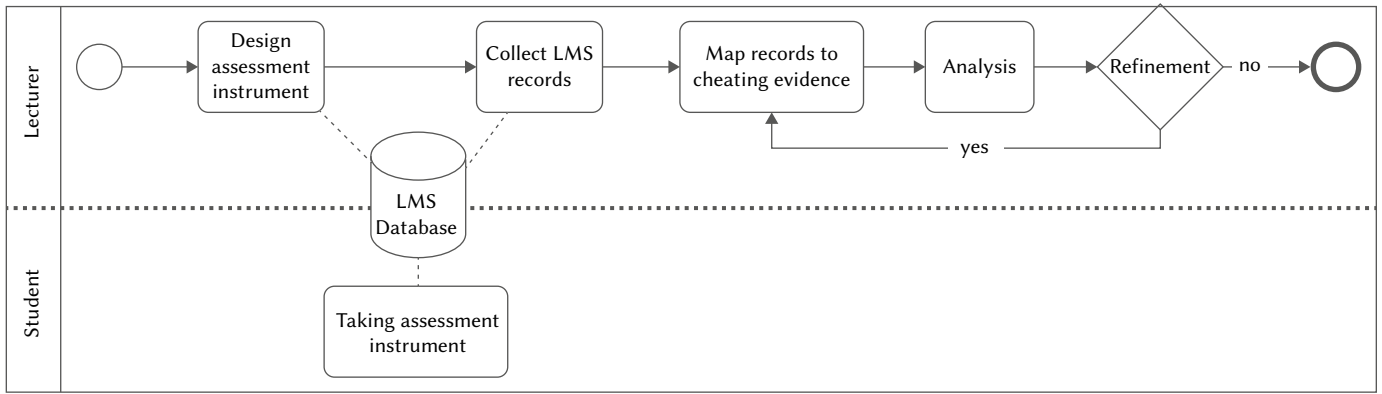 Lecturer
Design
assessment
instrument
Collect LMS
records
Map records to
cheating evidence
Analysis
Refinement
no
yes
LMS
Database
Student
Taking assessment
instrument